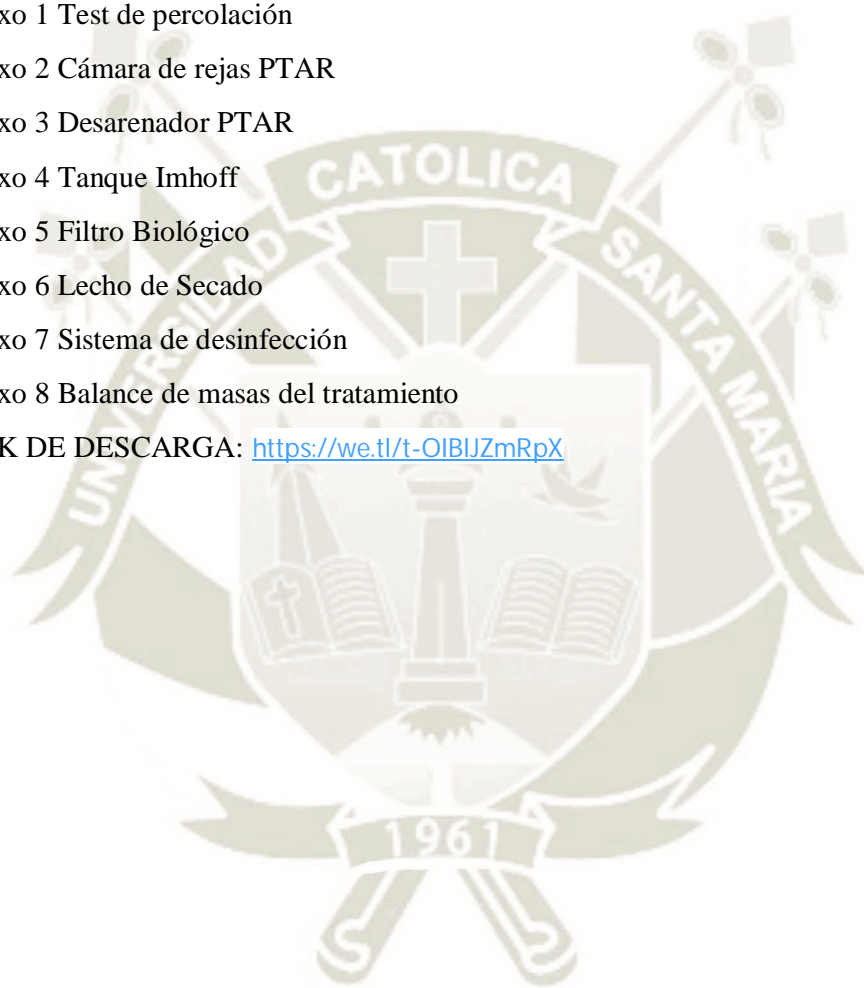 xo 1 Test de percolación
xo 2 Cámara de rejas PTAR
xo 3 Desarenador PTAR
xo 4 Tanque Imhoff
xo 5 Filtro Biológico
xo 6 Lecho de Secado
xo 7 Sistema de desinfección
xo 8 Balance de masas del tratamiento
K DE DESCARGA: https://we.tl/t-OIBIJZmRpX
UNIVERSIDAD CATOLICA SANTA MARIA
1961